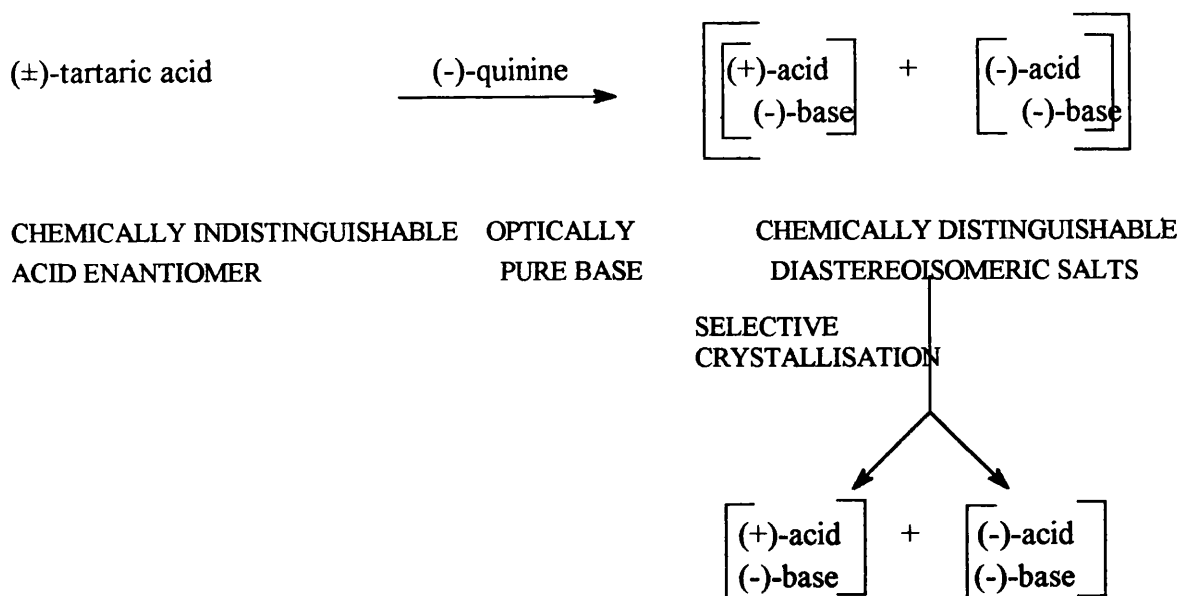 (±)-tartaric acid (-)-quinine (+)-acid + (-)-acid
(-)-base (-)-base
CHEMICALLY INDISTINGUISHABLE OPTICALLY CHEMICALLY DISTINGUISHABLE
ACID ENANTIOMER PURE BASE DIASTEREOISOMERIC SALTS
SELECTIVE
CRYSTALLISATION
(+)-acid + (-)-acid
(-)-base (-)-base